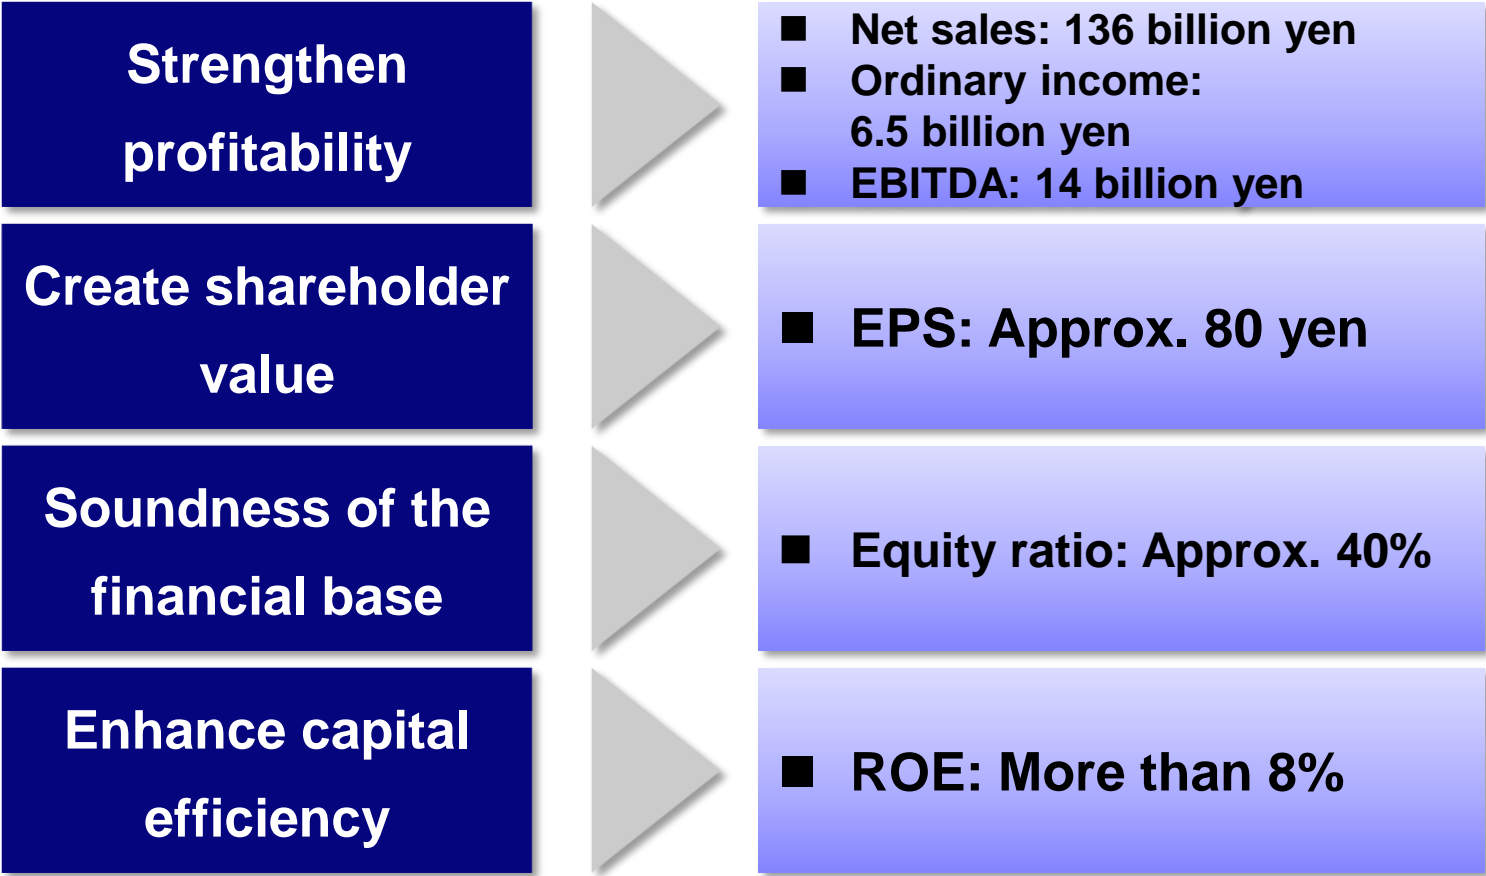 Strengthen
profitability
■ Net sales: 136 billion yen
■ Ordinary income:
6.5 billion yen
■ EBITDA: 14 billion yen
Create shareholder
value
■ EPS: Approx. 80 yen
Soundness of the
financial base
■ Equity ratio: Approx. 40%
Enhance capital
efficiency
■ ROE: More than 8%